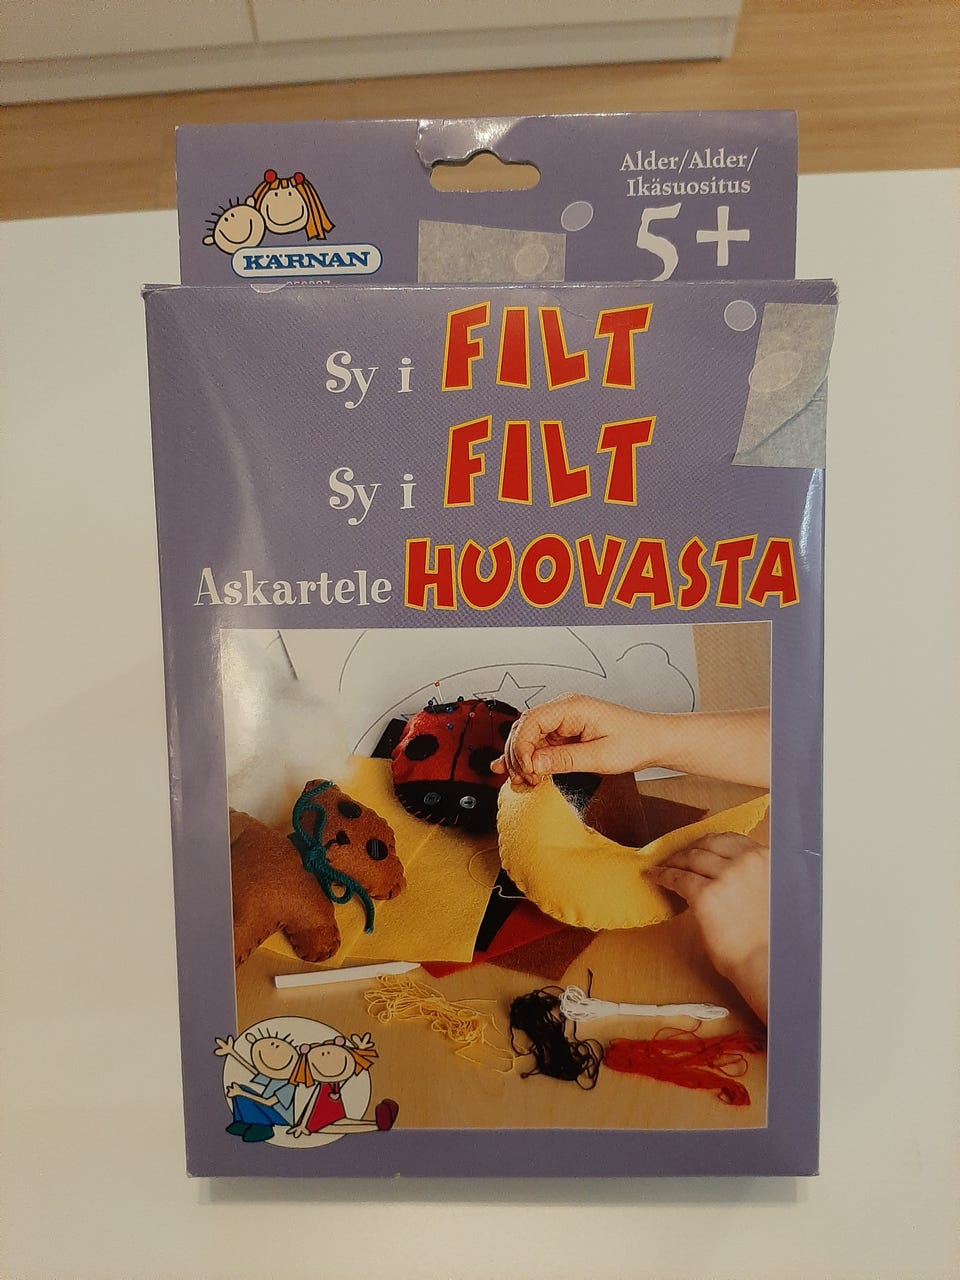 Alder/Alder/
Ikäsuositus
5+
KÄRNAN
Sy i FILT
Sy i FILT
Askartele HUOVASTA